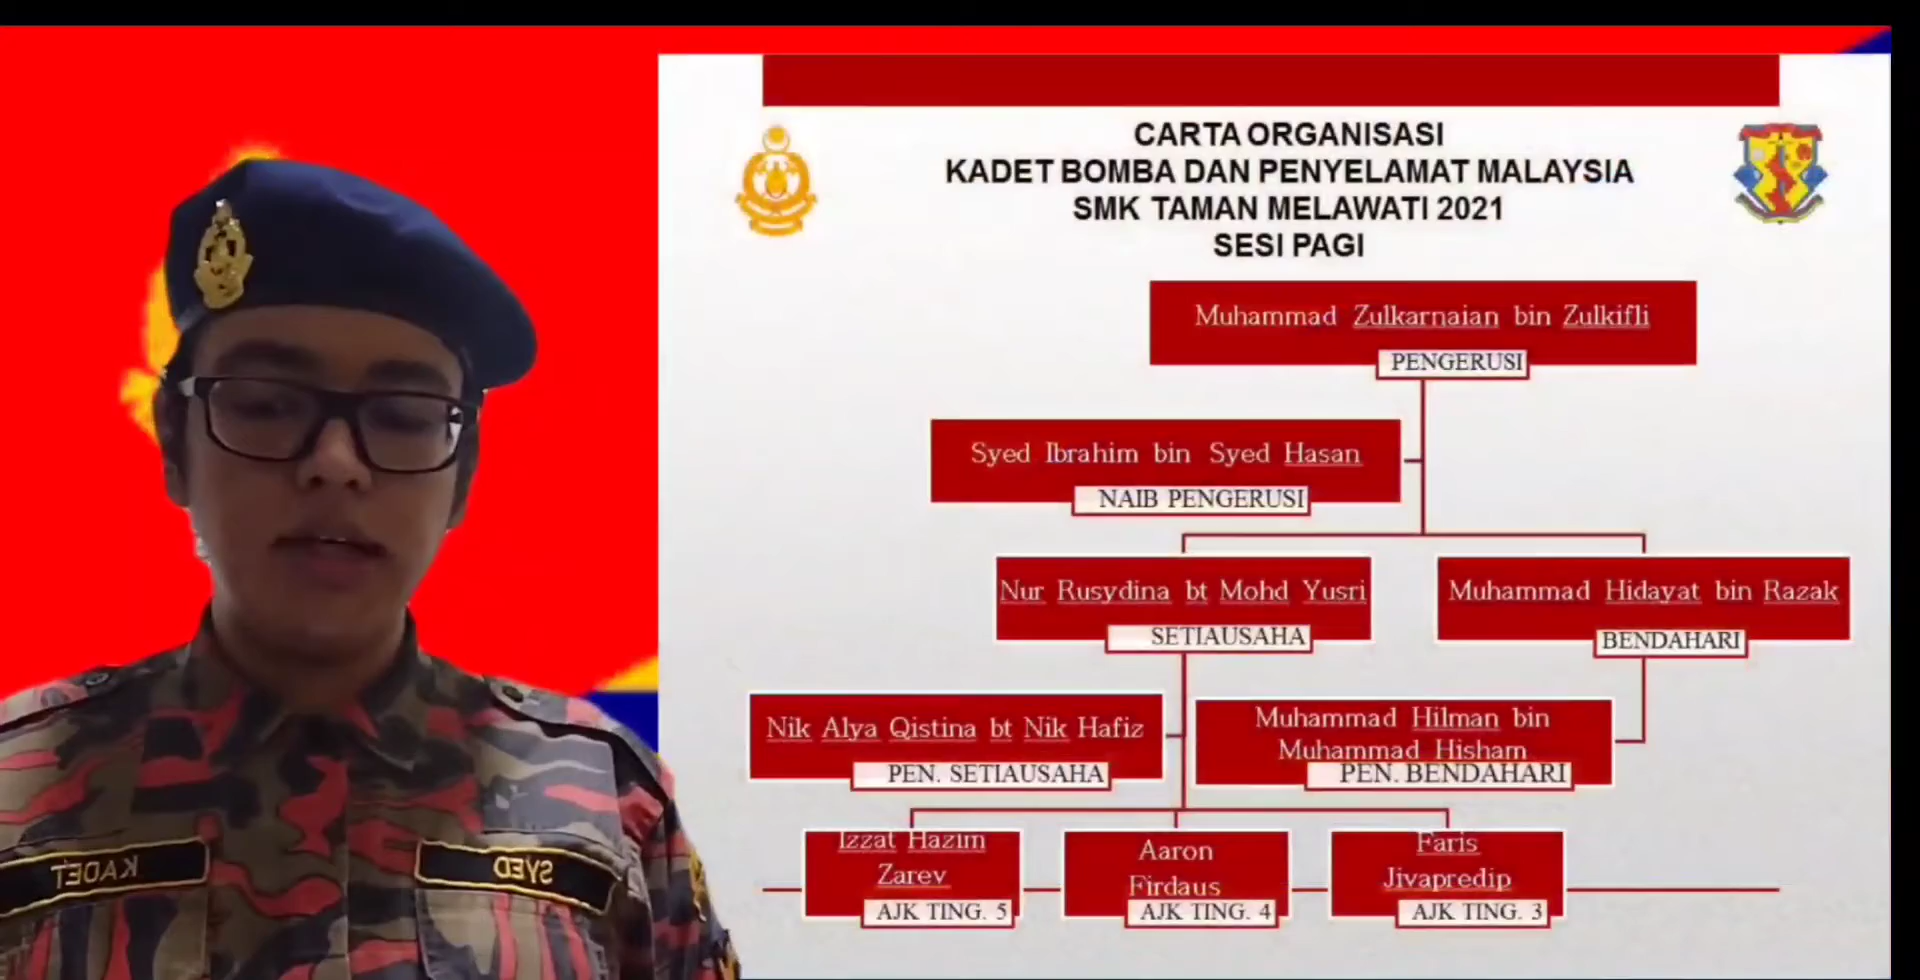 CARTA ORGANISASI
KADET BOMBA DAN PENYELAMAT MALAYSIA
SMK TAMAN MELAWATI 2021
SESI PAGI
Muhammad Zulkarnaian bin Zulkifli
PENGERUSI
Syed Ibrahim bin Syed Hasan
NAIB PENGERUSI
Nur Rusydina bt Mohd Yusri
SETIAUSAHA
Muhammad Hidayat bin Razak
BENDAHARI
Nik Alya Qistina bt Nik Hafiz
PEN. SETIAUSAHA
Muhammad Hilman bin
Muhammad Hisham
PEN. BENDAHARI
Izzat Hazim
Zarev
AJK TING. 5
Aaron
Firdaus
AJK TING. 4
Faris
Jivapredip
AJK TING. 3
KADET
SYED